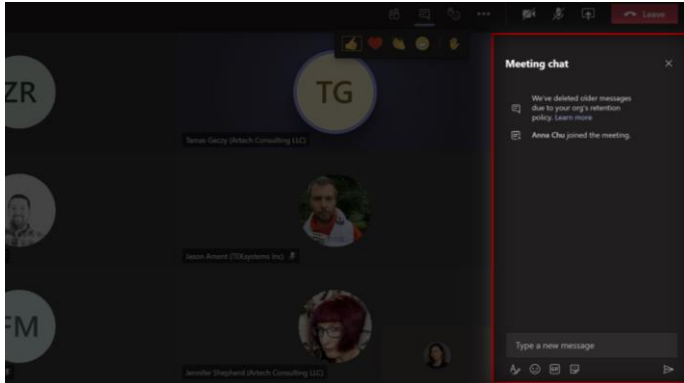 Leave
ZR
TG
Tamas Geczy (Artech Consulting LLC)
Jason Ament (TEKsystems Inc)
FM
Jennifer Shepherd (Artech Consulting LLC)
Meeting chat
We've deleted older messages
due to your org's retention
policy. Learn more
Anna Chu joined the meeting.
Type a new message
GIF